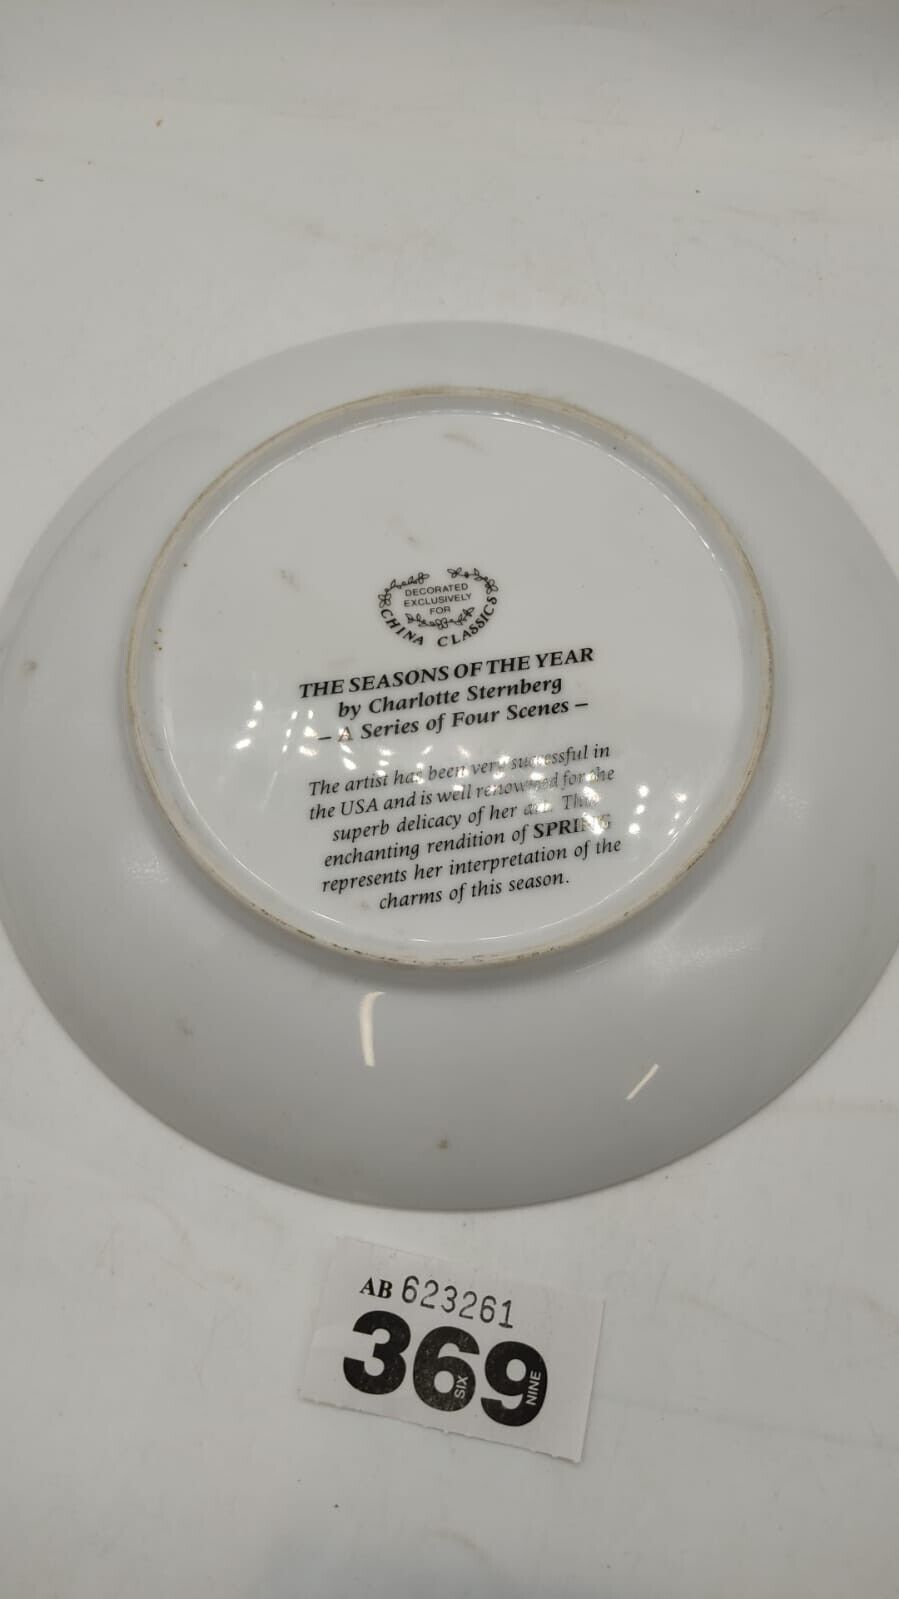 DECORATED
EXCLUSIVELY
FOR
CHINA CLASSICS
THE SEASONS OF THE YEAR
by Charlotte Sternberg
– A Series of Four Scenes –
The artist has been very successful in
the USA and is well renowned for the
superb delicacy of her art. This
enchanting rendition of SPRING
represents her interpretation of the
charms of this season.
AB 623261
369
SIX
NINE